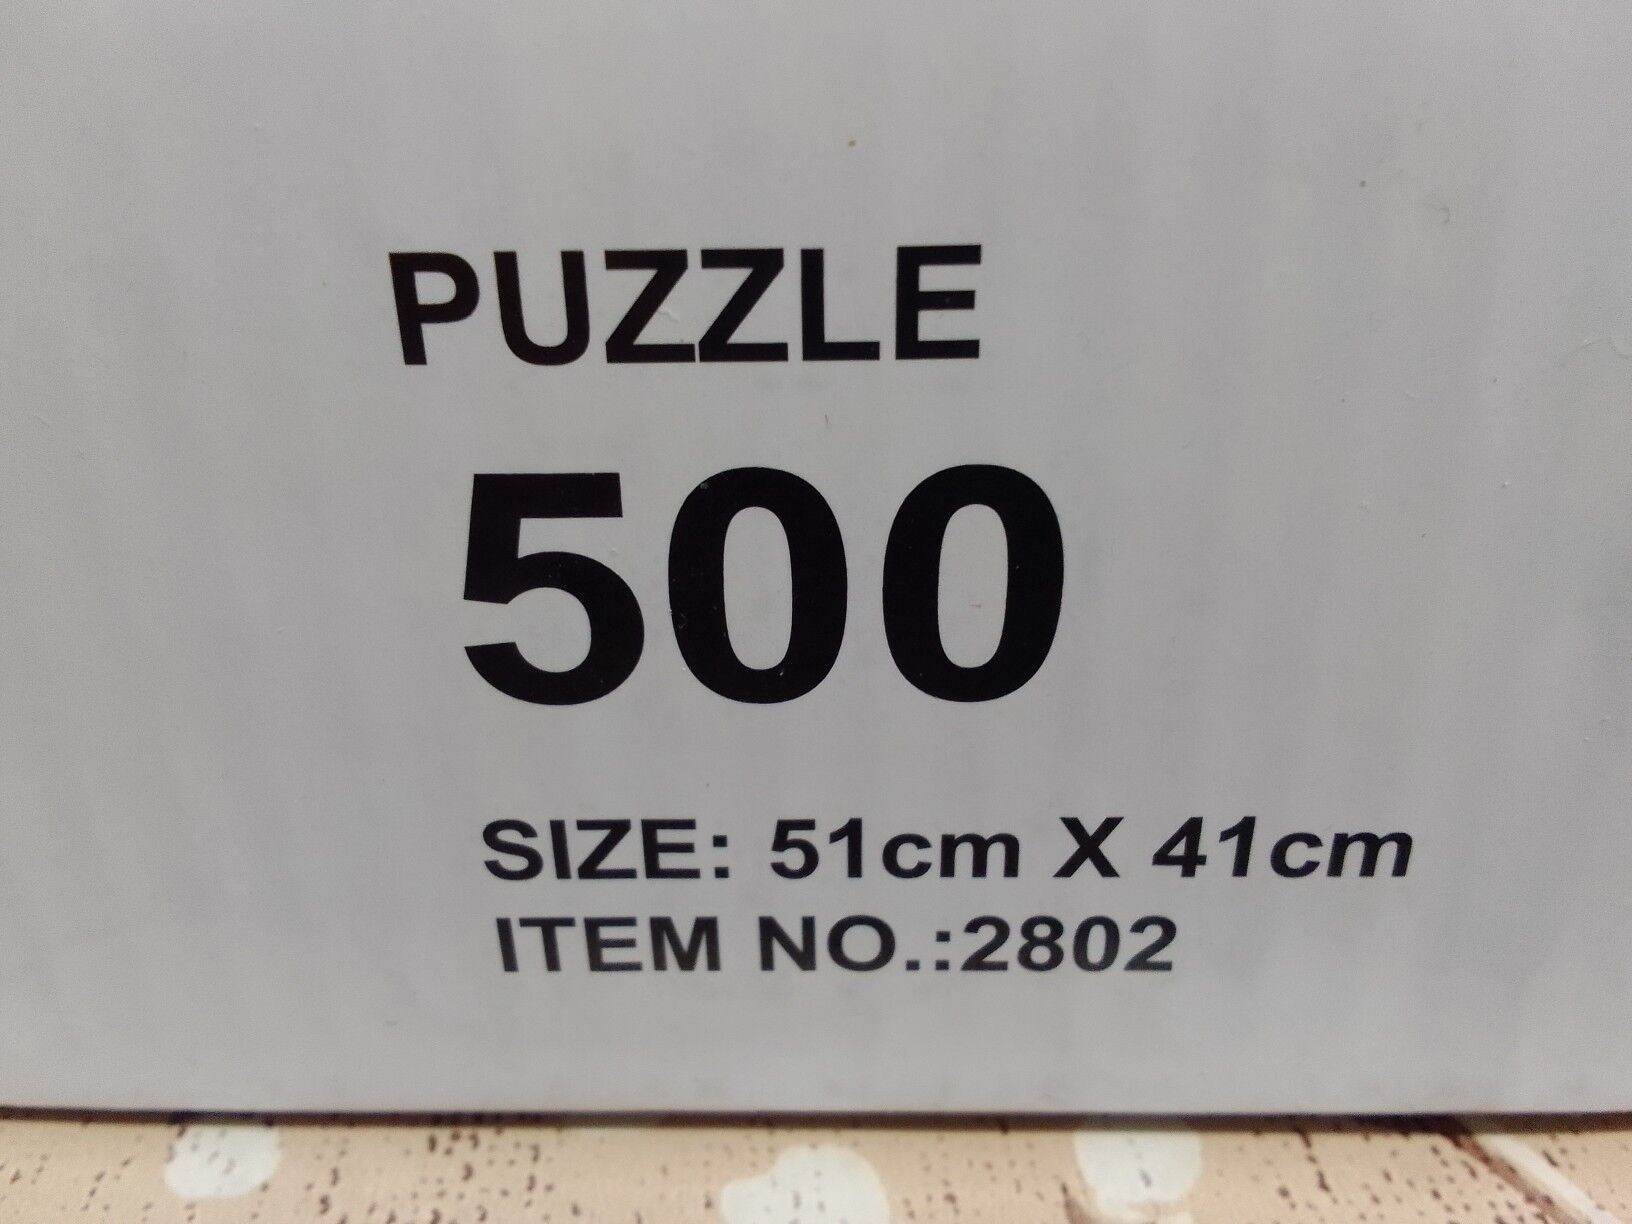 PUZZLE
500
SIZE: 51cm X 41cm
ITEM NO.:2802